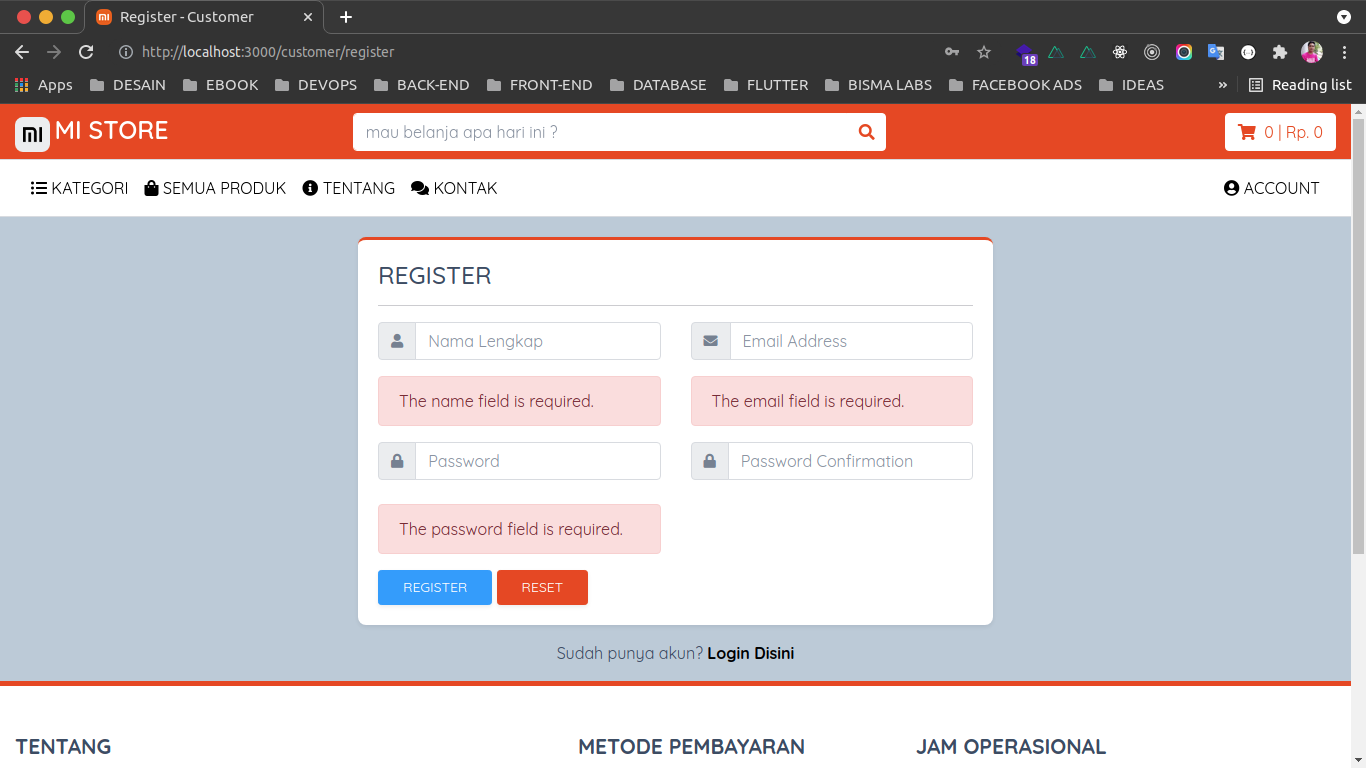 Register - Customer
http://localhost:3000/customer/register
18
Apps DESAIN EBOOK DEVOPS BACK-END FRONT-END DATABASE FLUTTER BISMA LABS FACEBOOK ADS IDEAS » Reading list
MI STORE mau belanja apa hari ini ? 0 | Rp. 0
KATEGORI SEMUA PRODUK TENTANG KONTAK ACCOUNT
REGISTER
Nama Lengkap Email Address
The name field is required. The email field is required.
Password Password Confirmation
The password field is required.
REGISTER RESET
Sudah punya akun? Login Disini
TENTANG METODE PEMBAYARAN JAM OPERASIONAL